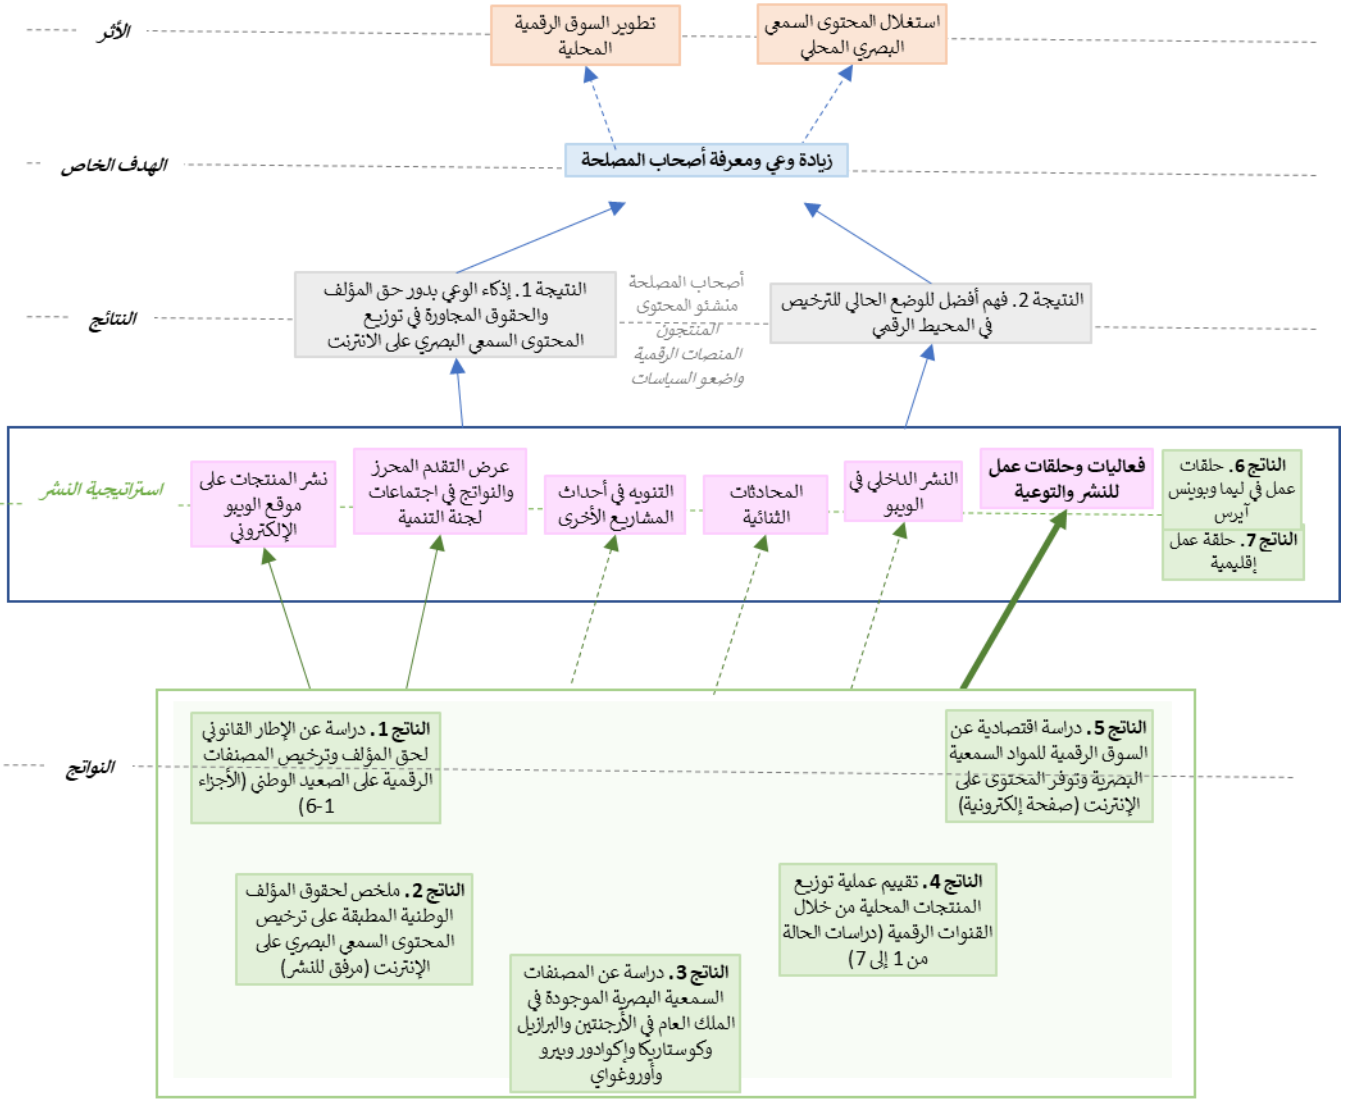 الأثر
استغلال المحتوى السمعي
البصري المحلي
تطوير السوق الرقمية
المحلية
الهدف الخاص
زيادة وعي ومعرفة أصحاب المصلحة
النتائج
النتيجة 2. فهم أفضل للوضع الحالي للترخيص
في المحيط الرقمي
أصحاب المصلحة
منشئو المحتوى
المنتجون
المنصات الرقمية
واضعو السياسات
النتيجة 1. إذكاء الوعي بدور حق المؤلف
والحقوق المجاورة في توزيع
المحتوى السمعي البصري على الانترنت
استراتيجية النشر
الناتج 6. حلقات
عمل في ليما وبوينس
آيرس
الناتج 7. حلقة عمل
إقليمية
فعاليات وحلقات عمل
للنشر والتوعية
النشر الداخلي في
الويبو
المحادثات
الثنائية
التنويه في أحداث
المشاريع الأخرى
عرض التقدم المحرز
والنواتج في اجتماعات
لجنة التنمية
نشر المنتجات على
موقع الويبو
الإلكتروني
النواتج
الناتج 5. دراسة اقتصادية عن
السوق الرقمية للمواد السمعية
البصرية وتوفر المحتوى على
الإنترنت (صفحة إلكترونية)
الناتج 1. دراسة عن الإطار القانوني
لحق المؤلف وترخيص المصنفات
الرقمية على الصعيد الوطني (الأجزاء
1-6)
الناتج 4. تقييم عملية توزيع
المنتجات المحلية من خلال
القنوات الرقمية (دراسات الحالة
من 1 إلى 7)
الناتج 2. ملخص لحقوق المؤلف
الوطنية المطبقة على ترخيص
المحتوى السمعي البصري على
الإنترنت (مرفق للنشر)
الناتج 3. دراسة عن المصنفات
السمعية البصرية الموجودة في
الملك العام في الأرجنتين والبرازيل
وكوستاريكا وإكوادور وبيرو
وأوروغواي